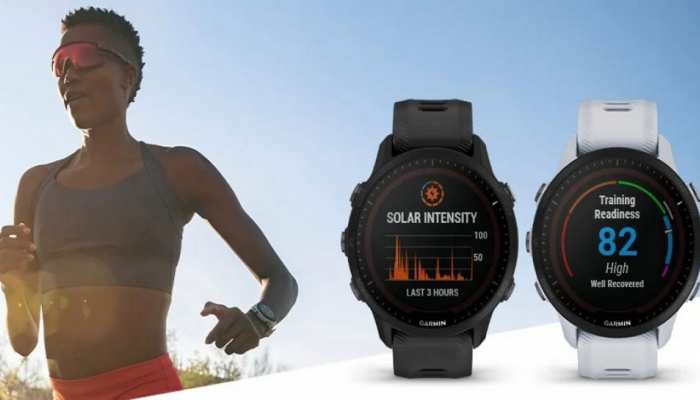 SOLAR INTENSITY
100
50
LAST 3 HOURS
GARMIN
Training
Readiness
82
High
Well Recovered
GARMIN